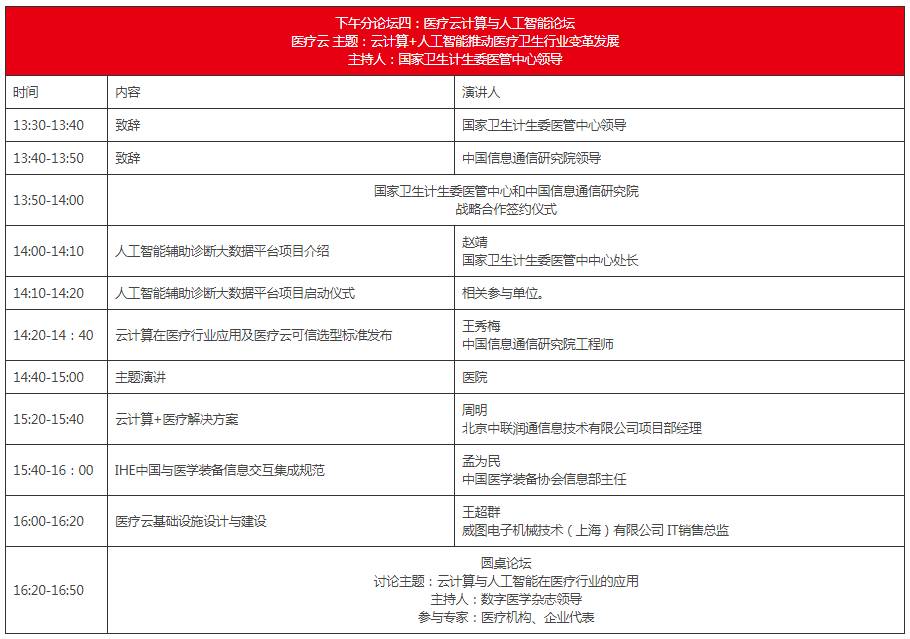 下午分论坛四：医疗云计算与人工智能论坛
医疗云 主题：云计算+人工智能推动医疗卫生行业变革发展
主持人：国家卫生计生委医管中心领导
时间 内容 演讲人
13:30-13:40 致辞 国家卫生计生委医管中心领导
13:40-13:50 致辞 中国信息通信研究院领导
13:50-14:00
国家卫生计生委医管中心和中国信息通信研究院
战略合作签约仪式
14:00-14:10 人工智能辅助诊断大数据平台项目介绍
赵靖
国家卫生计生委医管中中心处长
14:10-14:20 人工智能辅助诊断大数据平台项目启动仪式 相关参与单位。
14:20-14：40 云计算在医疗行业应用及医疗云可信选型标准发布
王秀梅
中国信息通信研究院工程师
14:40-15:00 主题演讲 医院
15:20-15:40 云计算+医疗解决方案
周明
北京中联润通信息技术有限公司项目部经理
15:40-16：00 IHE中国与医学装备信息交互集成规范
孟为民
中国医学装备协会信息部主任
16:00-16:20 医疗云基础设施设计与建设
王超群
威图电子机械技术（上海）有限公司 IT销售总监
16:20-16:50
圆桌论坛
讨论主题：云计算与人工智能在医疗行业的应用
主持人：数字医学杂志领导
参与专家：医疗机构、企业代表